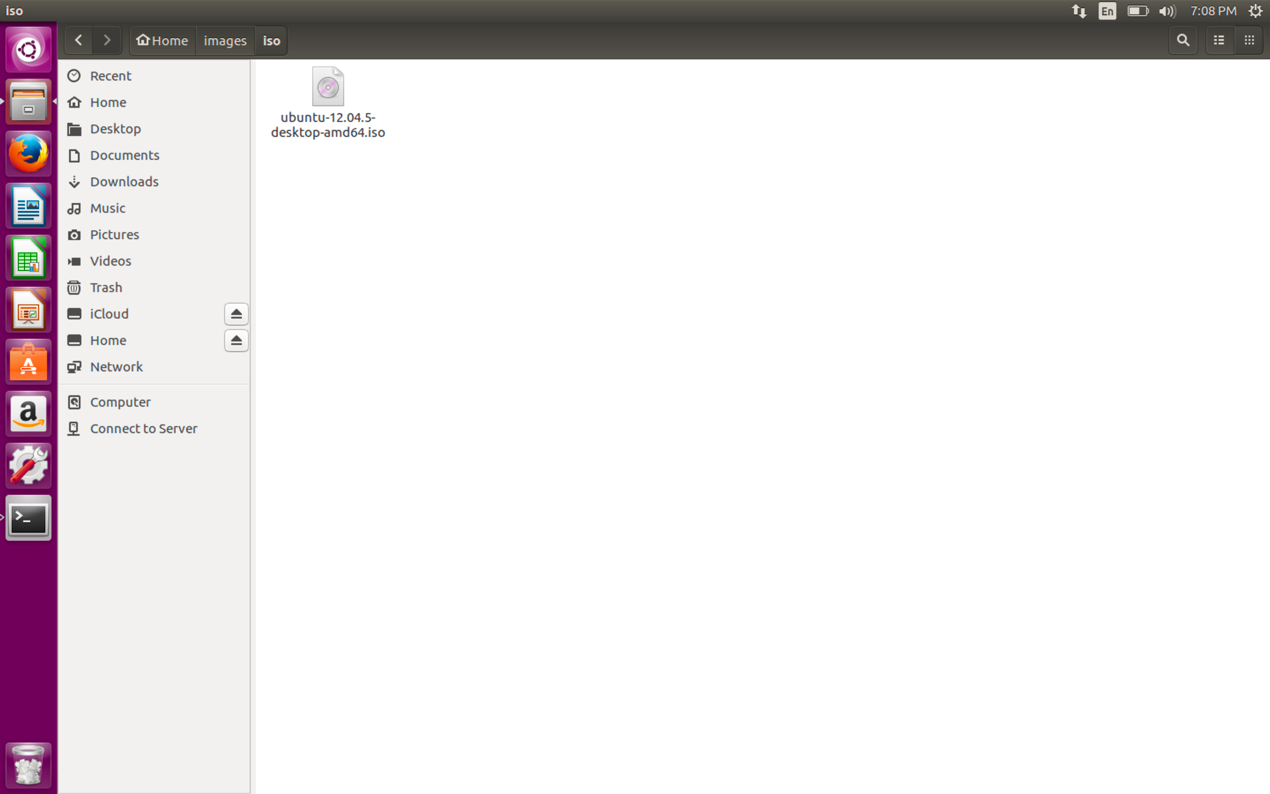 iso
En
7:08 PM
Home
images
iso
Recent
Home
Desktop
Documents
Downloads
Music
Pictures
Videos
Trash
iCloud
Home
Network
Computer
Connect to Server
ubuntu-12.04.5-
desktop-amd64.iso